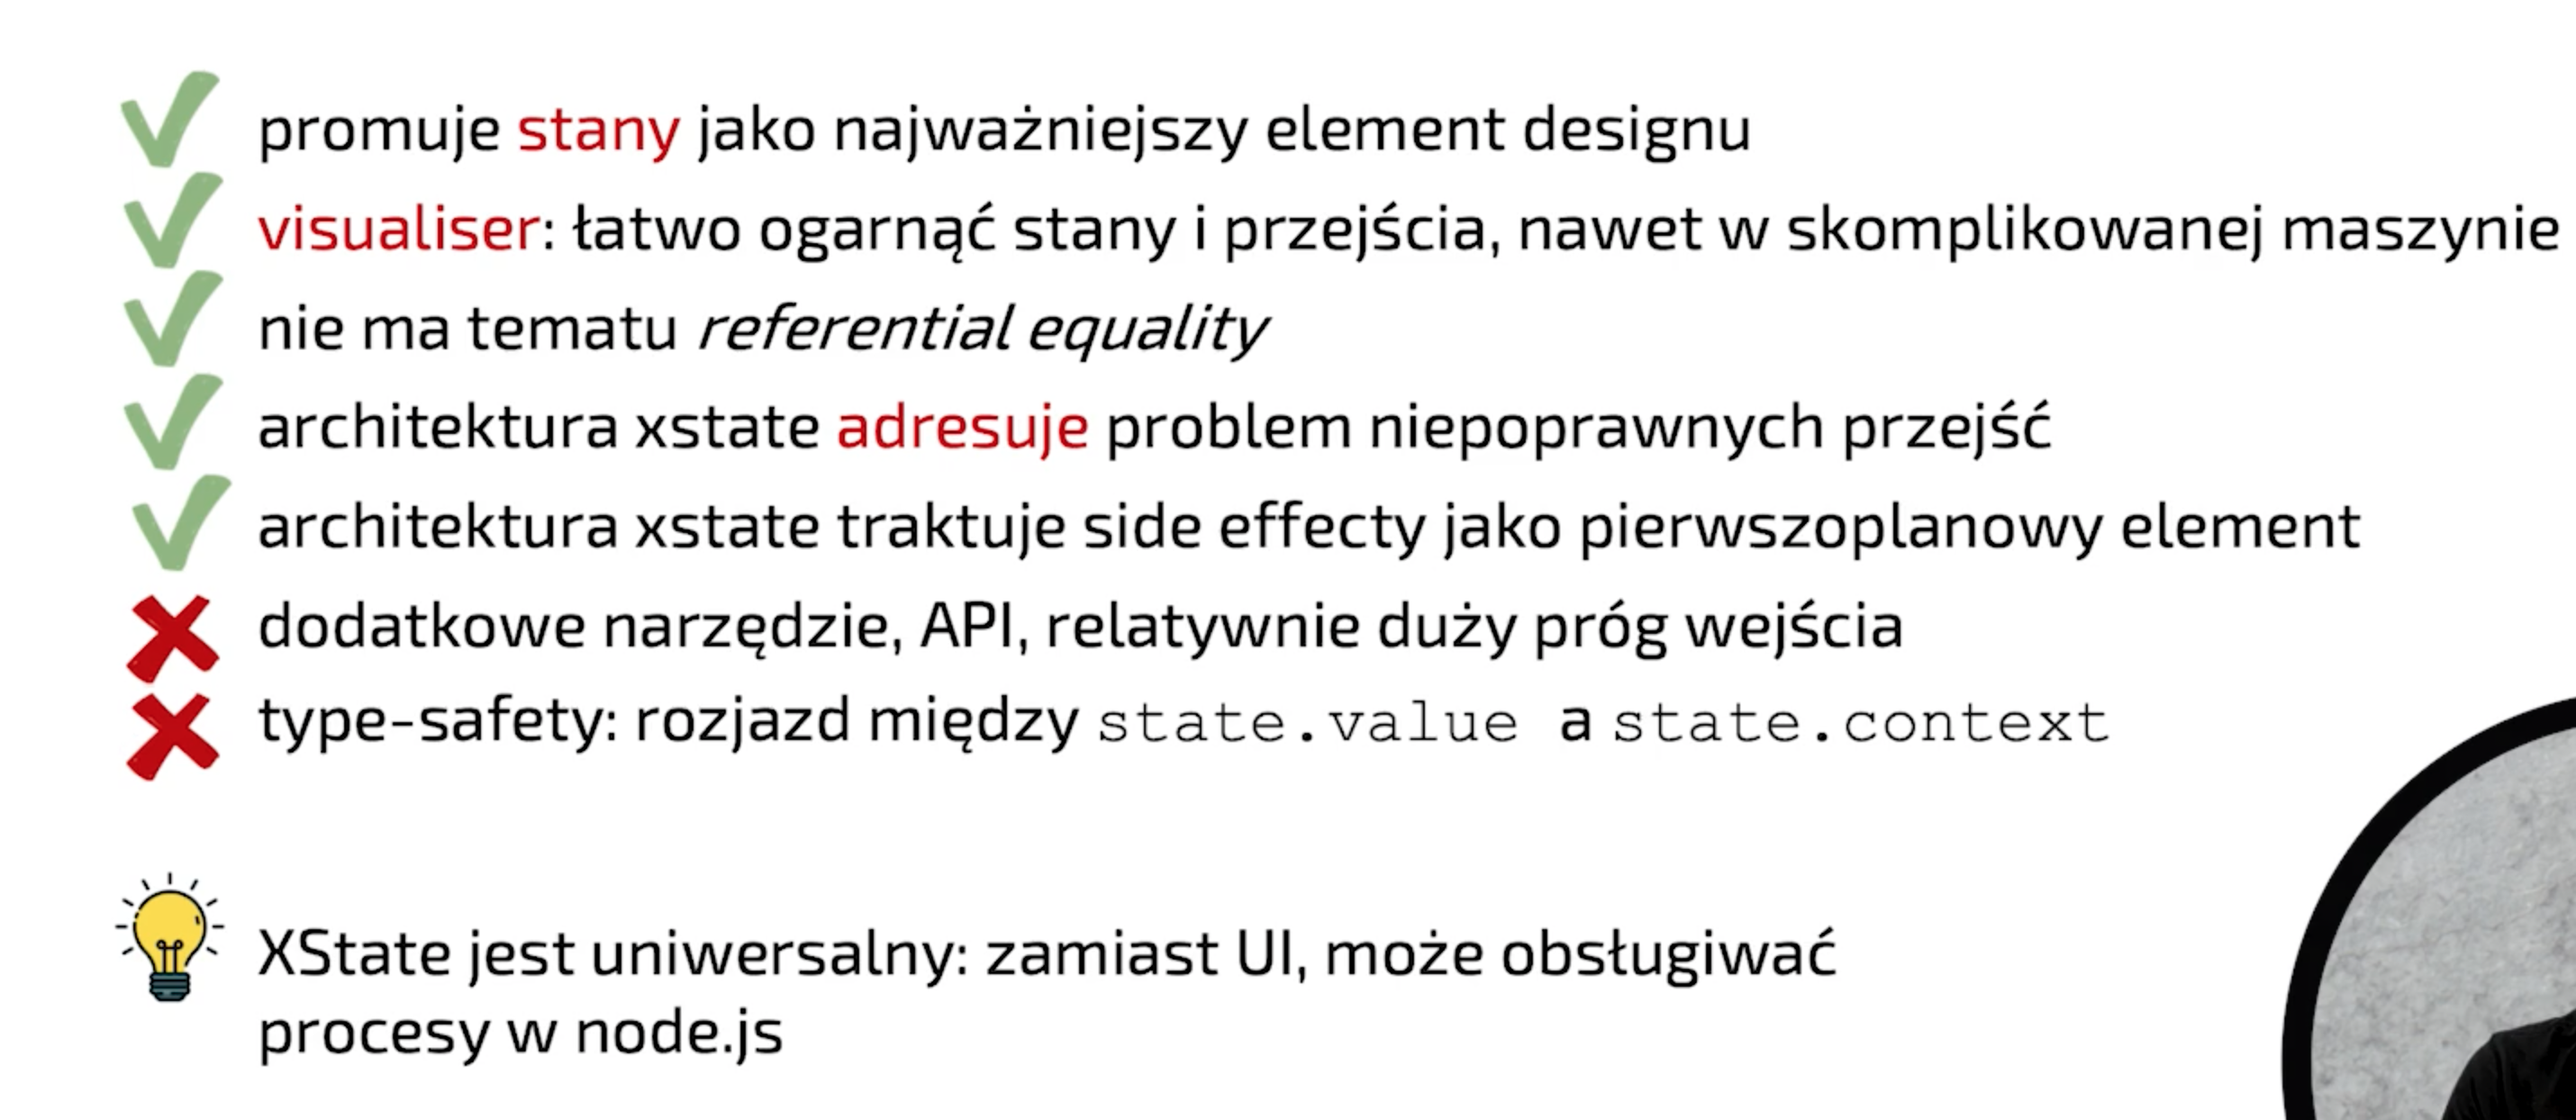 promuje stany jako najważniejszy element designu
visualiser: łatwo ogarnąć stany i przejścia, nawet w skomplikowanej maszynie
nie ma tematu referential equality
architektura xstate adresuje problem niepoprawnych przejść
architektura xstate traktuje side effecty jako pierwszoplanowy element
dodatkowe narzędzie, API, relatywnie duży próg wejścia
type-safety: rozjazd między state.value a state.context
XState jest uniwersalny: zamiast UI, może obsługiwać
procesy w node.js